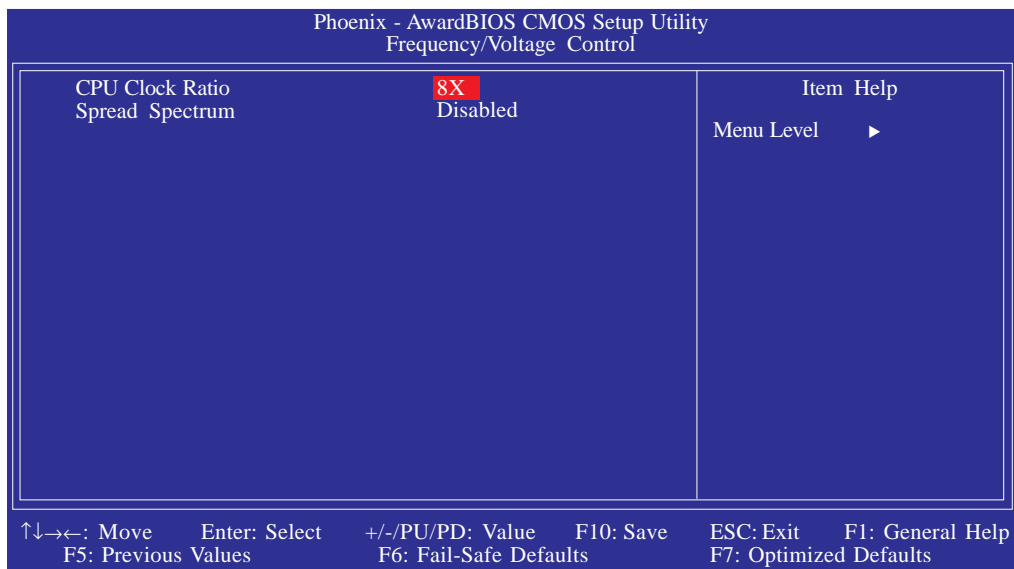 Phoenix - AwardBIOS CMOS Setup Utility
Frequency/Voltage Control
CPU Clock Ratio 8X
Spread Spectrum Disabled
Item Help
Menu Level ▶
↑↓→←: Move Enter: Select +/-/PU/PD: Value F10: Save ESC: Exit F1: General Help
F5: Previous Values F6: Fail-Safe Defaults F7: Optimized Defaults